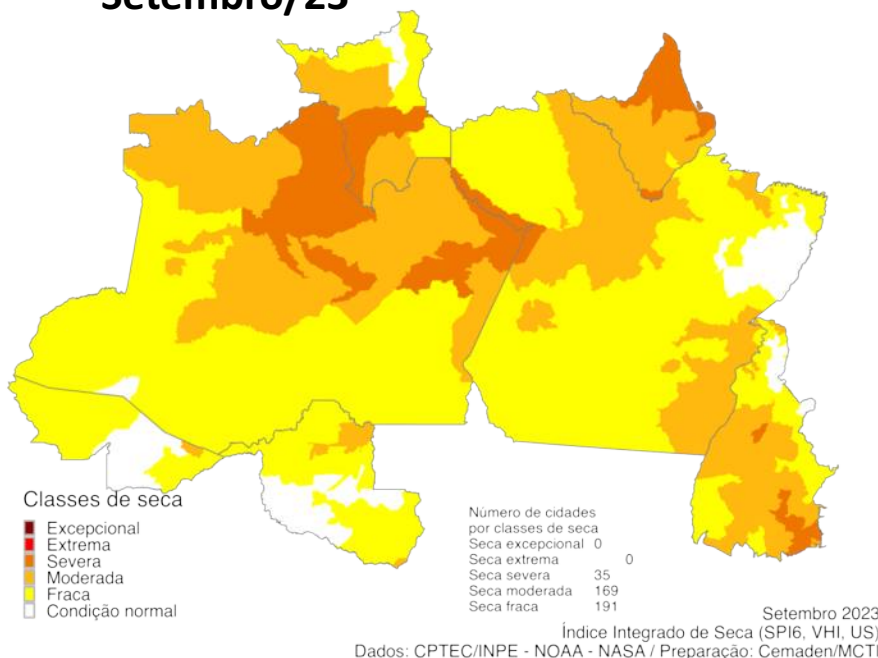 Setembro/23
Classes de seca
Excepcional
Extrema
Severa
Moderada
Fraca
Condição normal
Número de cidades
por classes de seca
Seca excepcional 0
Seca extrema 0
Seca severa 35
Seca moderada 169
Seca fraca 191
Setembro 2023
Índice Integrado de Seca (SPI6, VHI, US)
Dados: CPTEC/INPE - NOAA - NASA / Preparação: Cemaden/MCTI